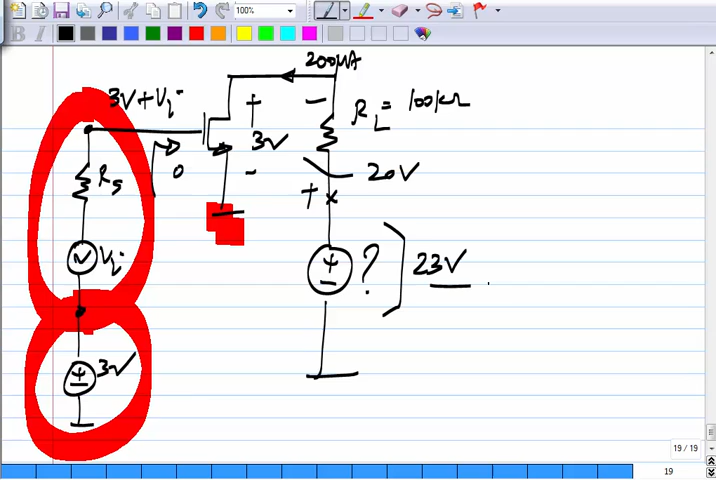 100%
B I
200μA
3V+Vi
+
−
RL = 100kΩ
3V
0
Rs
−
20V
+ x
Vi
+
−
?
23V
+
−
3V
19 / 19
19